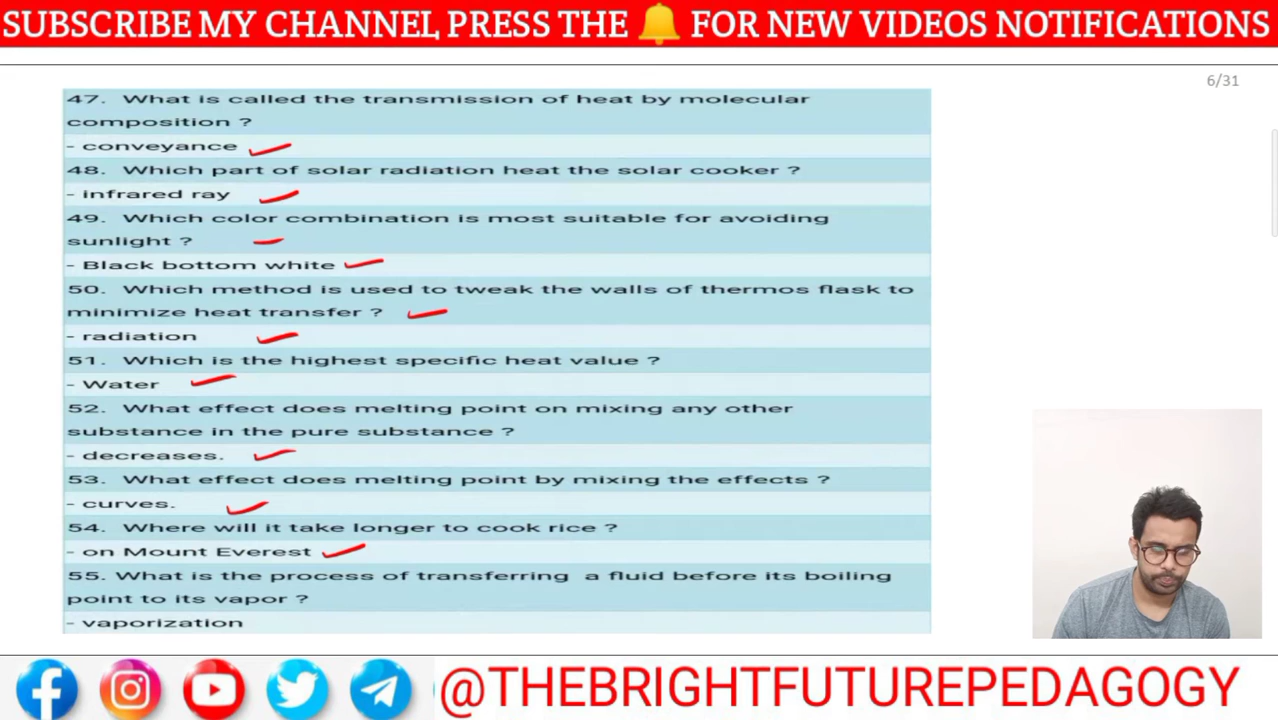 SUBSCRIBE MY CHANNEL PRESS THE 🔔 FOR NEW VIDEOS NOTIFICATIONS
6/31
47. What is called the transmission of heat by molecular
composition ?
- conveyance
48. Which part of solar radiation heat the solar cooker ?
- infrared ray
49. Which color combination is most suitable for avoiding
sunlight ?
- Black bottom white
50. Which method is used to tweak the walls of thermos flask to
minimize heat transfer ?
- radiation
51. Which is the highest specific heat value ?
- Water
52. What effect does melting point on mixing any other
substance in the pure substance ?
- decreases.
53. What effect does melting point by mixing the effects ?
- curves.
54. Where will it take longer to cook rice ?
- on Mount Everest
55. What is the process of transferring a fluid before its boiling
point to its vapor ?
- vaporization
@THEBRIGHTFUTUREPEDAGOGY